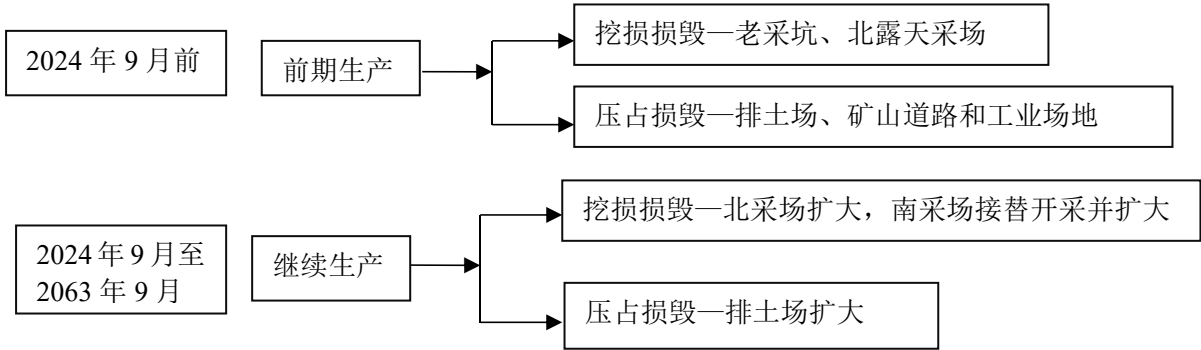 2024 年 9 月前
前期生产
挖损损毁—老采坑、北露天采场
压占损毁—排土场、矿山道路和工业场地
2024 年 9 月至
2063 年 9 月
继续生产
挖损损毁—北采场扩大，南采场接替开采并扩大
压占损毁—排土场扩大